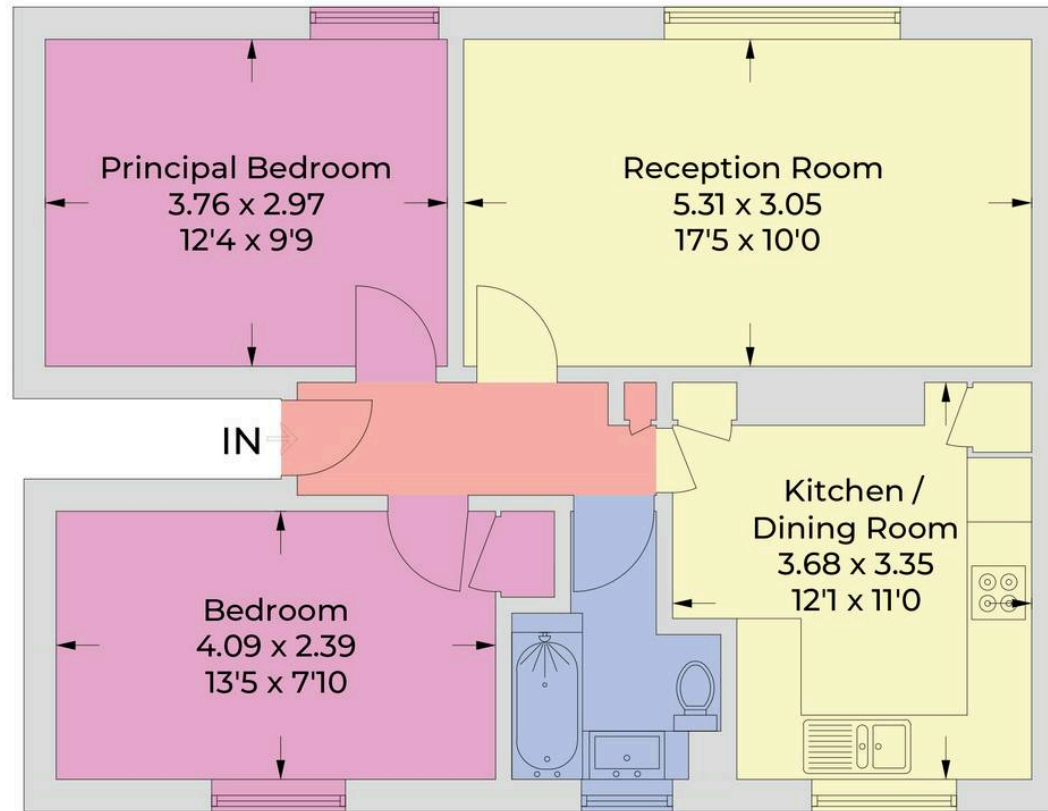 Principal Bedroom
3.76 x 2.97
12'4 x 9'9
Reception Room
5.31 x 3.05
17'5 x 10'0
IN
Kitchen /
Dining Room
3.68 x 3.35
12'1 x 11'0
Bedroom
4.09 x 2.39
13'5 x 7'10